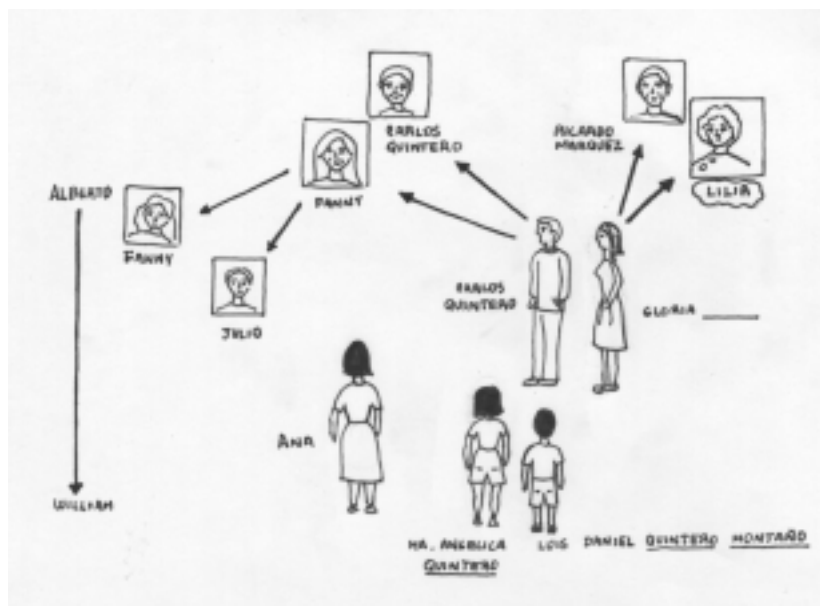 CARLOS
QUINTERO
RICARDO
MARQUEZ
ALBERTO
LILIA
FANNY
FANNY
CARLOS
QUINTERO
GLORIA
JULIO
ANA
WILLIAM
MA. ANGELICA
QUINTERO
LUIS DANIEL QUINTERO MONTAÑO